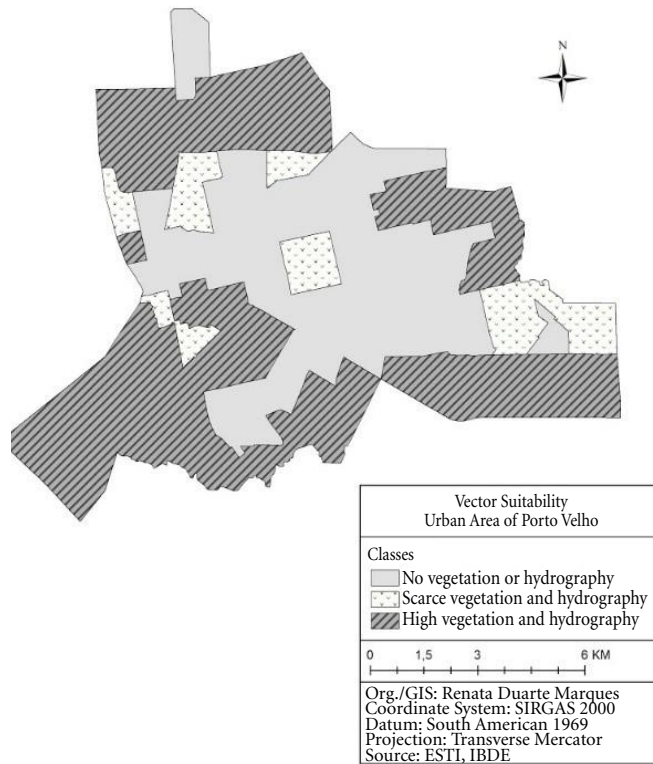 N
Vector Suitability
Urban Area of Porto Velho
Classes
No vegetation or hydrography
Scarce vegetation and hydrography
High vegetation and hydrography
0 1,5 3 6 KM
Org./GIS: Renata Duarte Marques
Coordinate System: SIRGAS 2000
Datum: South American 1969
Projection: Transverse Mercator
Source: ESTI, IBDE